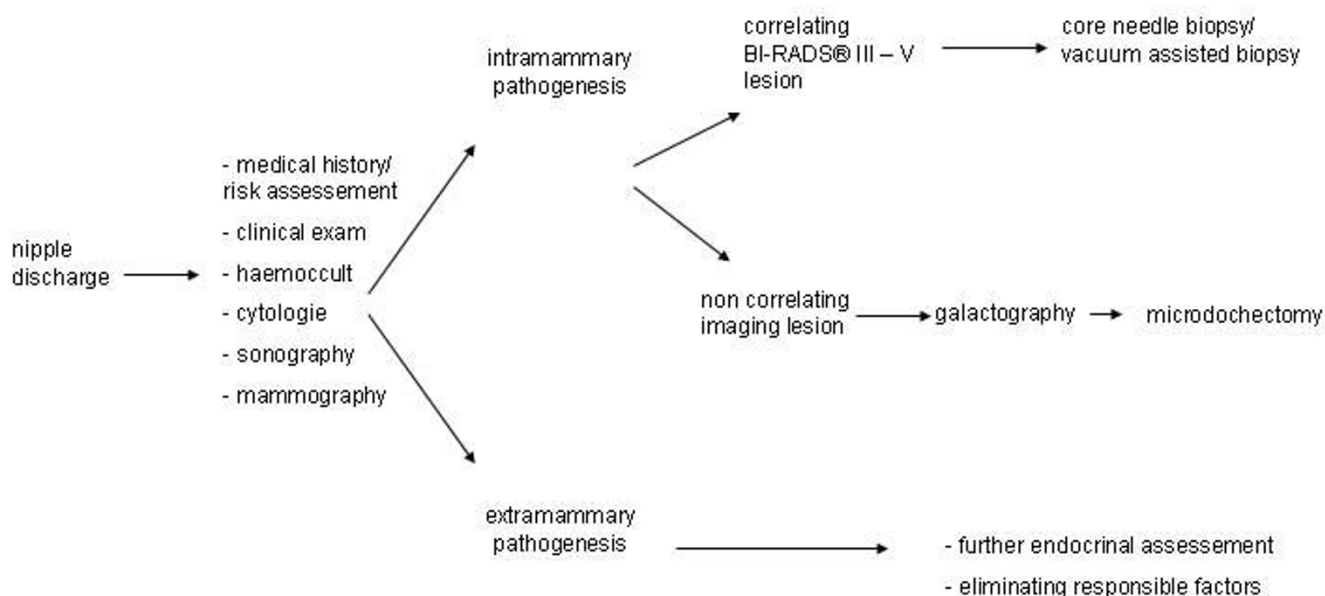 nipple
discharge
- medical history/
risk assessement
- clinical exam
- haemoccult
- cytologie
- sonography
- mammography
intramammary
pathogenesis
correlating
BI-RADS® III – V
lesion
core needle biopsy/
vacuum assisted biopsy
non correlating
imaging lesion
galactography
microdochectomy
extramammary
pathogenesis
- further endocrinal assessement
- eliminating responsible factors